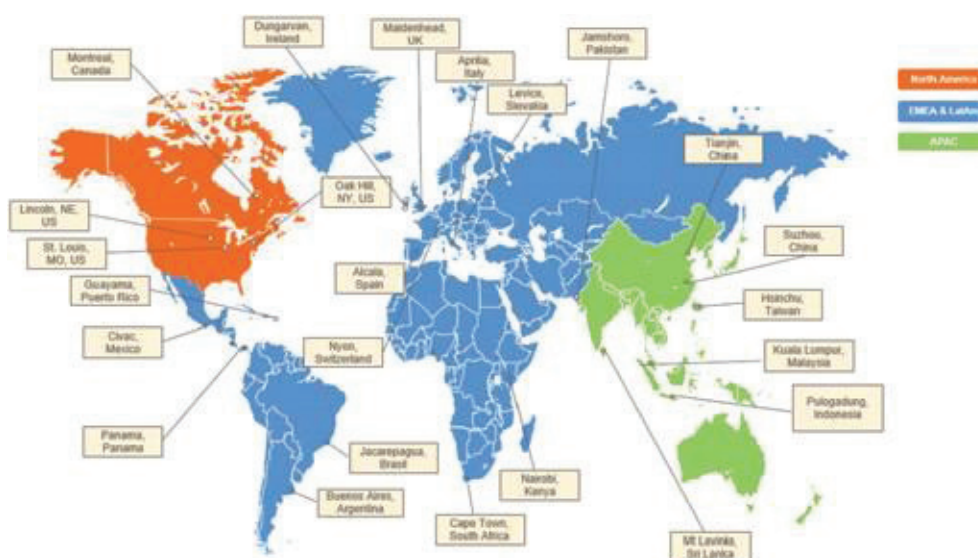 Dungarvan,
Ireland
Maidenhead,
UK
Jamshoro,
Pakistan
Montreal,
Canada
Aprilia,
Italy
Levice,
Slovakia
North America
EMEA & LatAm
APAC
Tianjin,
China
Oak Hill,
NY, US
Lincoln, NE,
US
St. Louis,
MO, US
Suzhou,
China
Alcala,
Spain
Guayama,
Puerto Rico
Hsinchu,
Taiwan
Civac,
Mexico
Nyon,
Switzerland
Kuala Lumpur,
Malaysia
Pulogadung,
Indonesia
Panama,
Panama
Jacarepagua,
Brasil
Nairobi,
Kenya
Buenos Aires,
Argentina
Cape Town,
South Africa
Mt Lavinia,
Sri Lanka